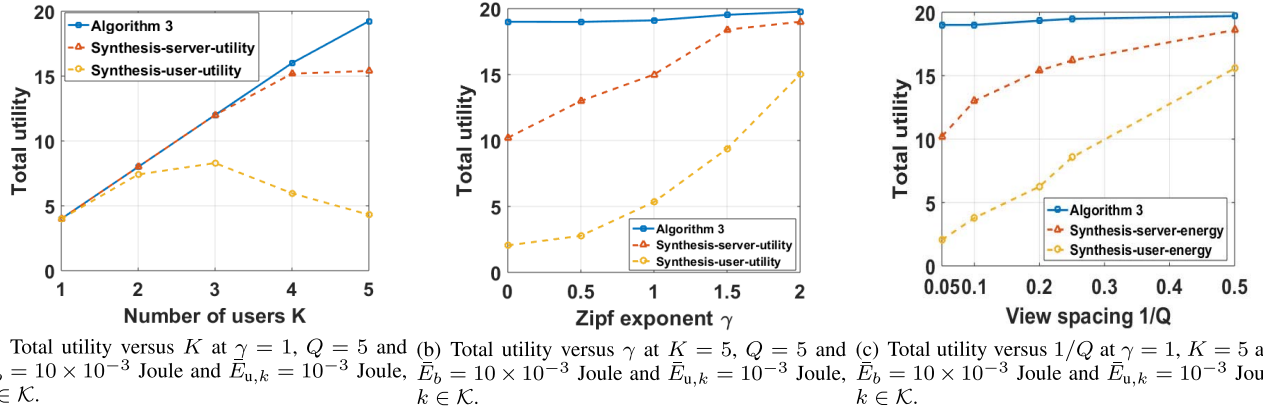 20
15
10
5
0
Total utility
Algorithm 3
Synthesis-server-utility
Synthesis-user-utility
1 2 3 4 5
Number of users K
20
15
10
5
0
Total utility
Algorithm 3
Synthesis-server-utility
Synthesis-user-utility
0 0.5 1 1.5 2
Zipf exponent γ
20
15
10
5
0
Total utility
Algorithm 3
Synthesis-server-energy
Synthesis-user-energy
0.05 0.1 0.2 0.3 0.4 0.5
View spacing 1/Q
Total utility versus K at γ = 1, Q = 5 and
b = 10 × 10⁻³ Joule and Ē_{u,k} = 10⁻³ Joule,
∈ 𝒦.
(b) Total utility versus γ at K = 5, Q = 5 and
Ē_b = 10 × 10⁻³ Joule and Ē_{u,k} = 10⁻³ Joule,
k ∈ 𝒦.
(c) Total utility versus 1/Q at γ = 1, K = 5 a
Ē_b = 10 × 10⁻³ Joule and Ē_{u,k} = 10⁻³ Jou
k ∈ 𝒦.